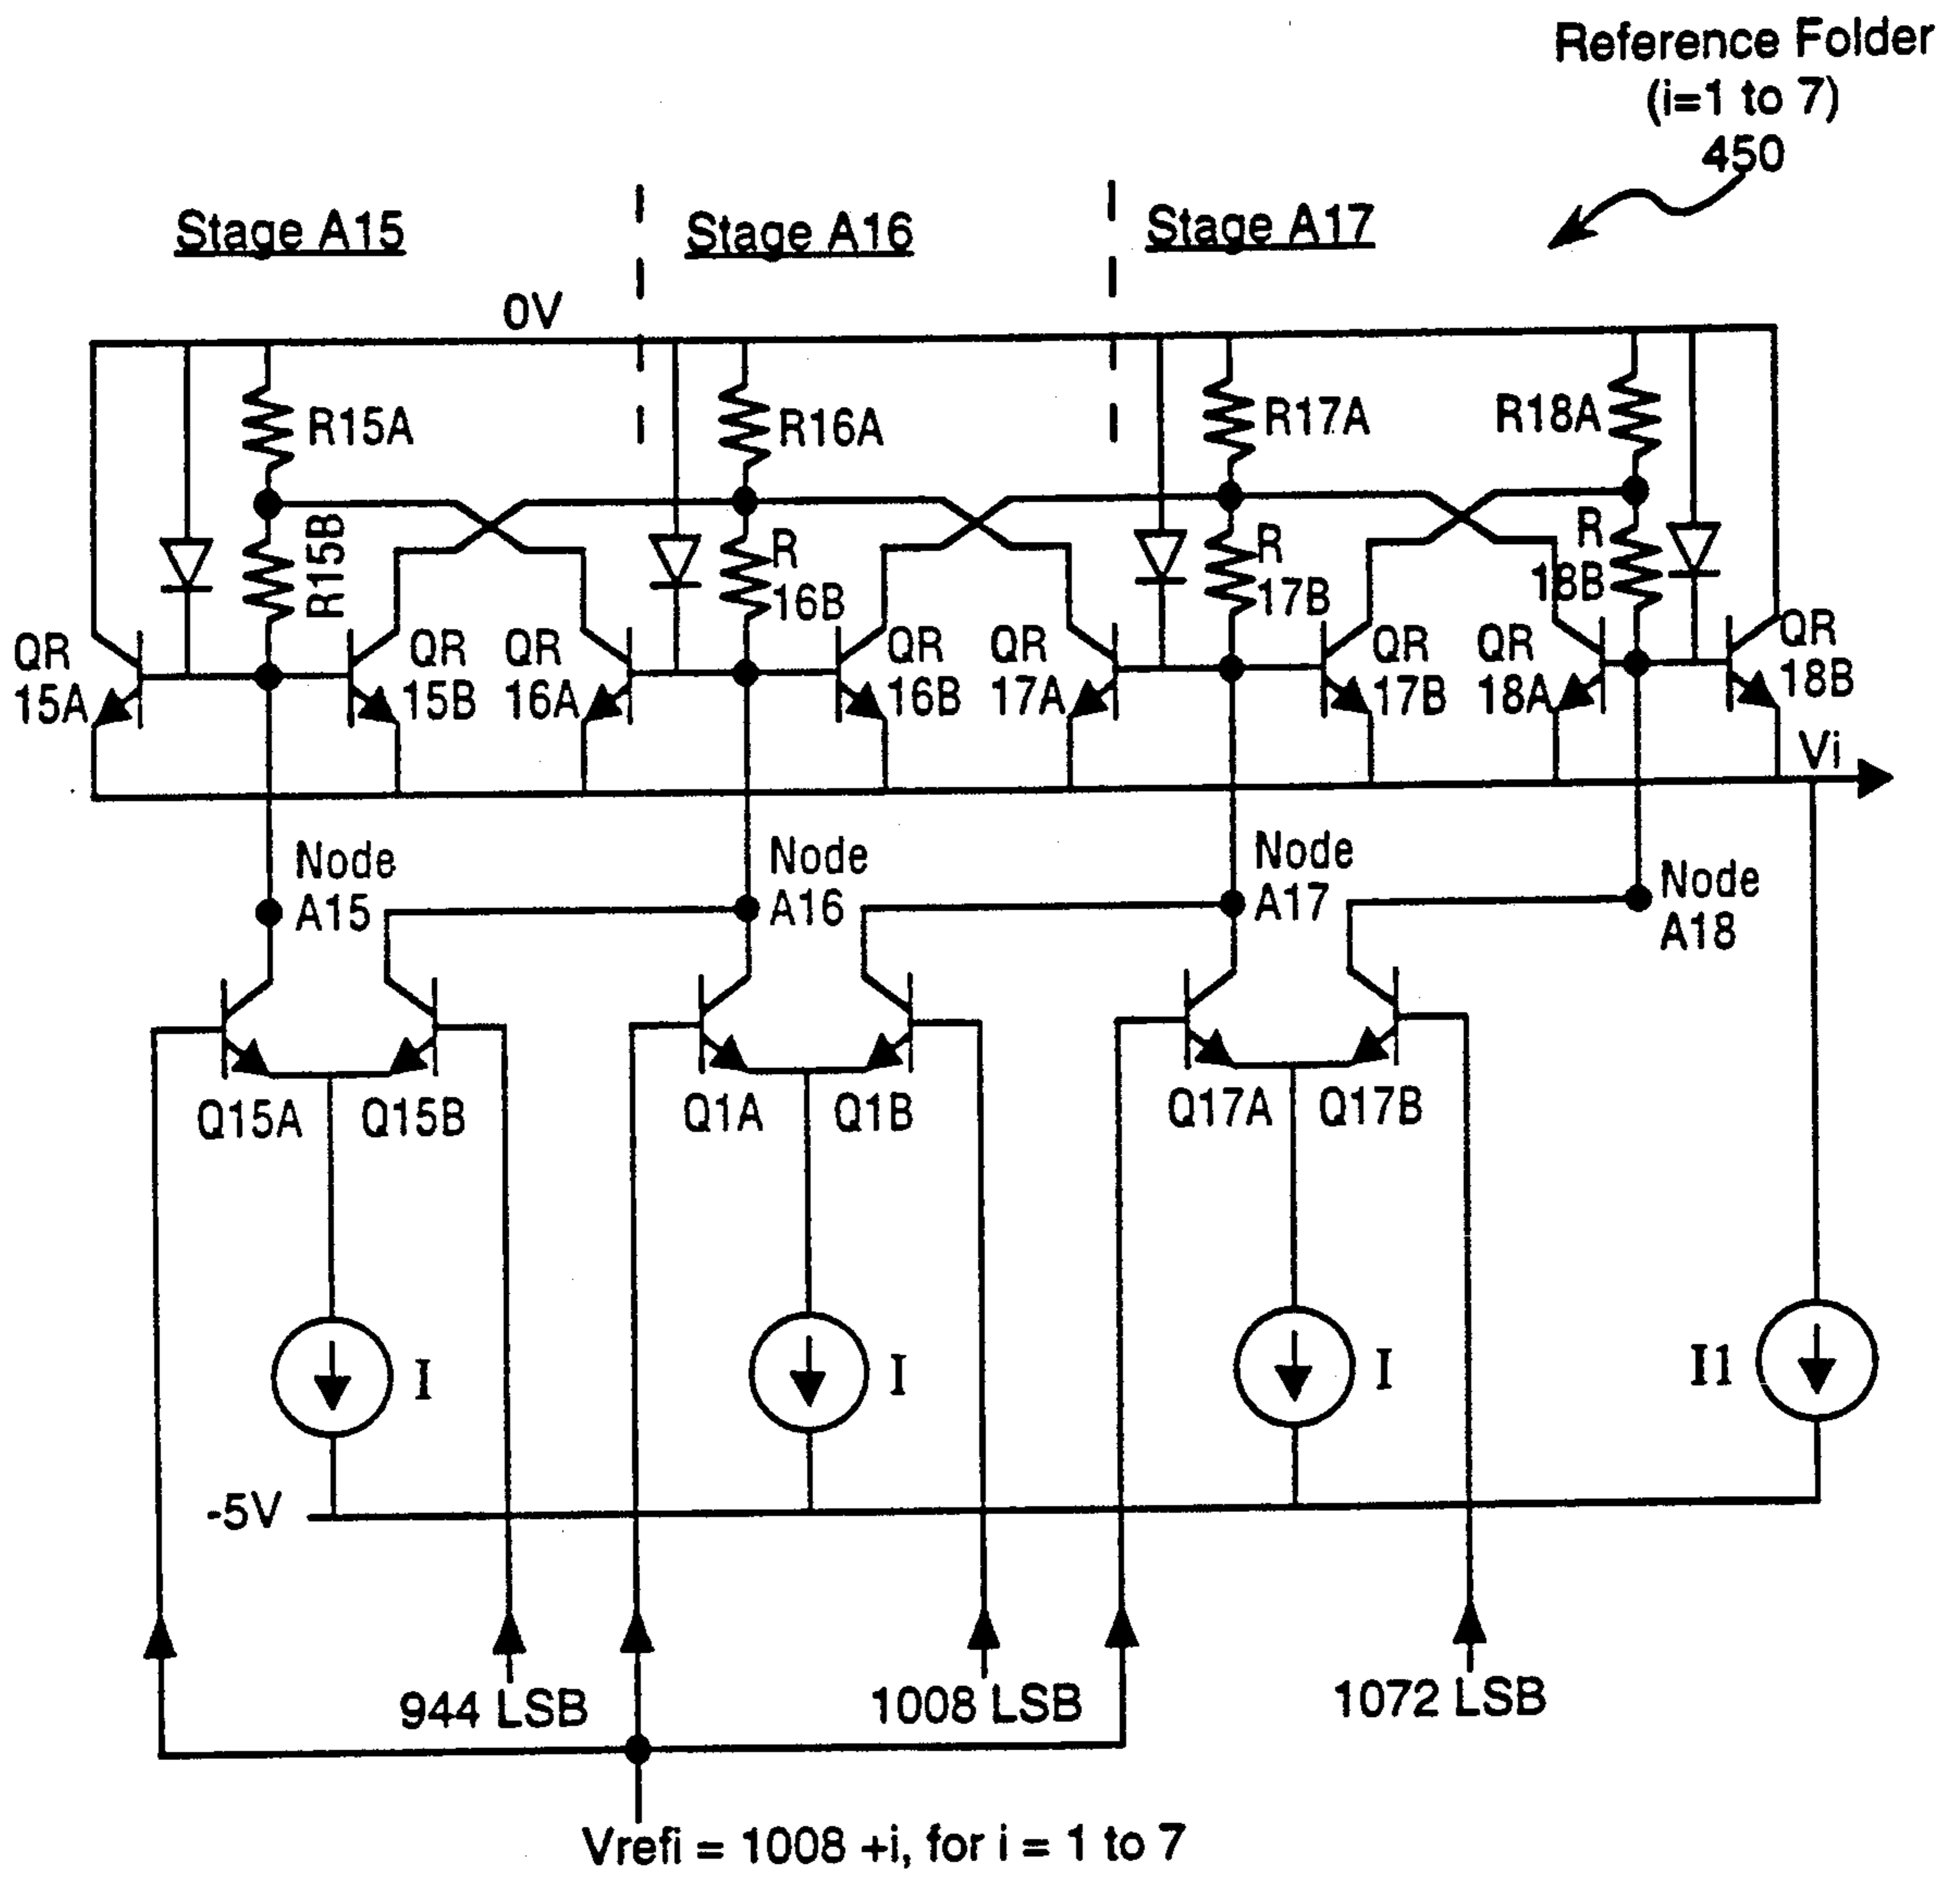 Reference Folder
(i=1 to 7)
450
Stage A15
Stage A16
Stage A17
0V
R15A
R16A
R17A
R18A
R15B
R
16B
R
17B
R
18B
QR
15A
QR
15B
QR
16A
QR
16B
QR
17A
QR
17B
QR
18A
QR
18B
Vi
Node
A15
Node
A16
Node
A17
Node
A18
Q15A
Q15B
Q1A
Q1B
Q17A
Q17B
I
I
I
I1
-5V
944 LSB
1008 LSB
1072 LSB
Vrefi = 1008 +i, for i = 1 to 7